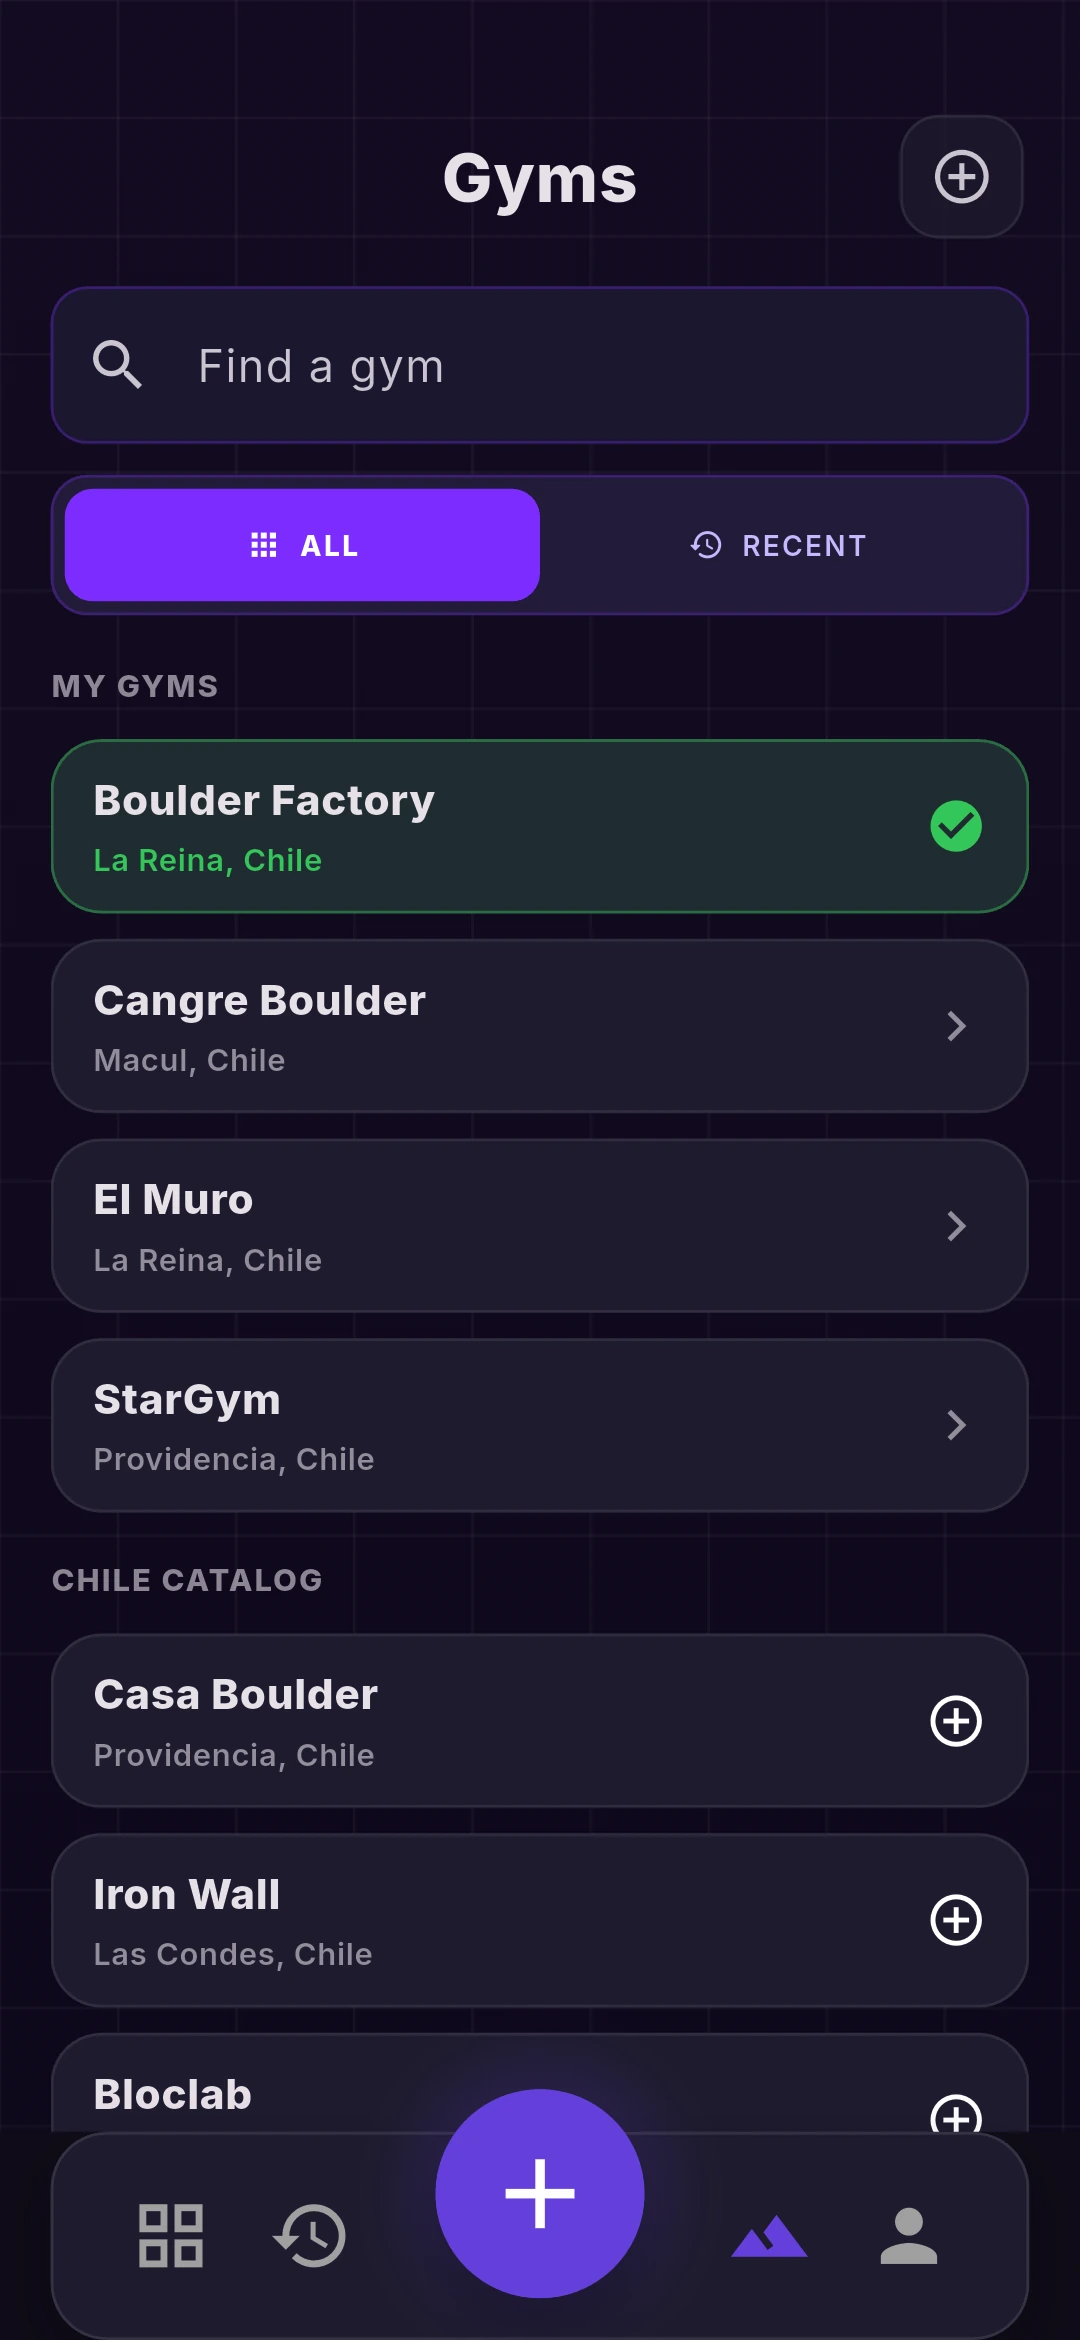 Gyms
Find a gym
ALL
RECENT
MY GYMS
Boulder Factory
La Reina, Chile
Cangre Boulder
Macul, Chile
El Muro
La Reina, Chile
StarGym
Providencia, Chile
CHILE CATALOG
Casa Boulder
Providencia, Chile
Iron Wall
Las Condes, Chile
Bloclab